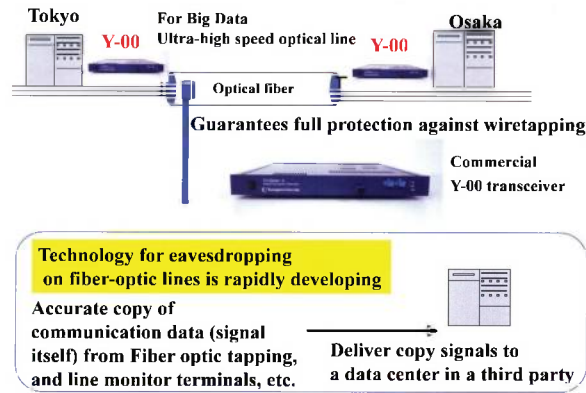 Tokyo
Y-00
For Big Data
Ultra-high speed optical line
Y-00
Osaka
Optical fiber
Guarantees full protection against wiretapping
Commercial
Y-00 transceiver
Technology for eavesdropping
on fiber-optic lines is rapidly developing
Accurate copy of
communication data (signal
itself) from Fiber optic tapping,
and line monitor terminals, etc.
Deliver copy signals to
a data center in a third party